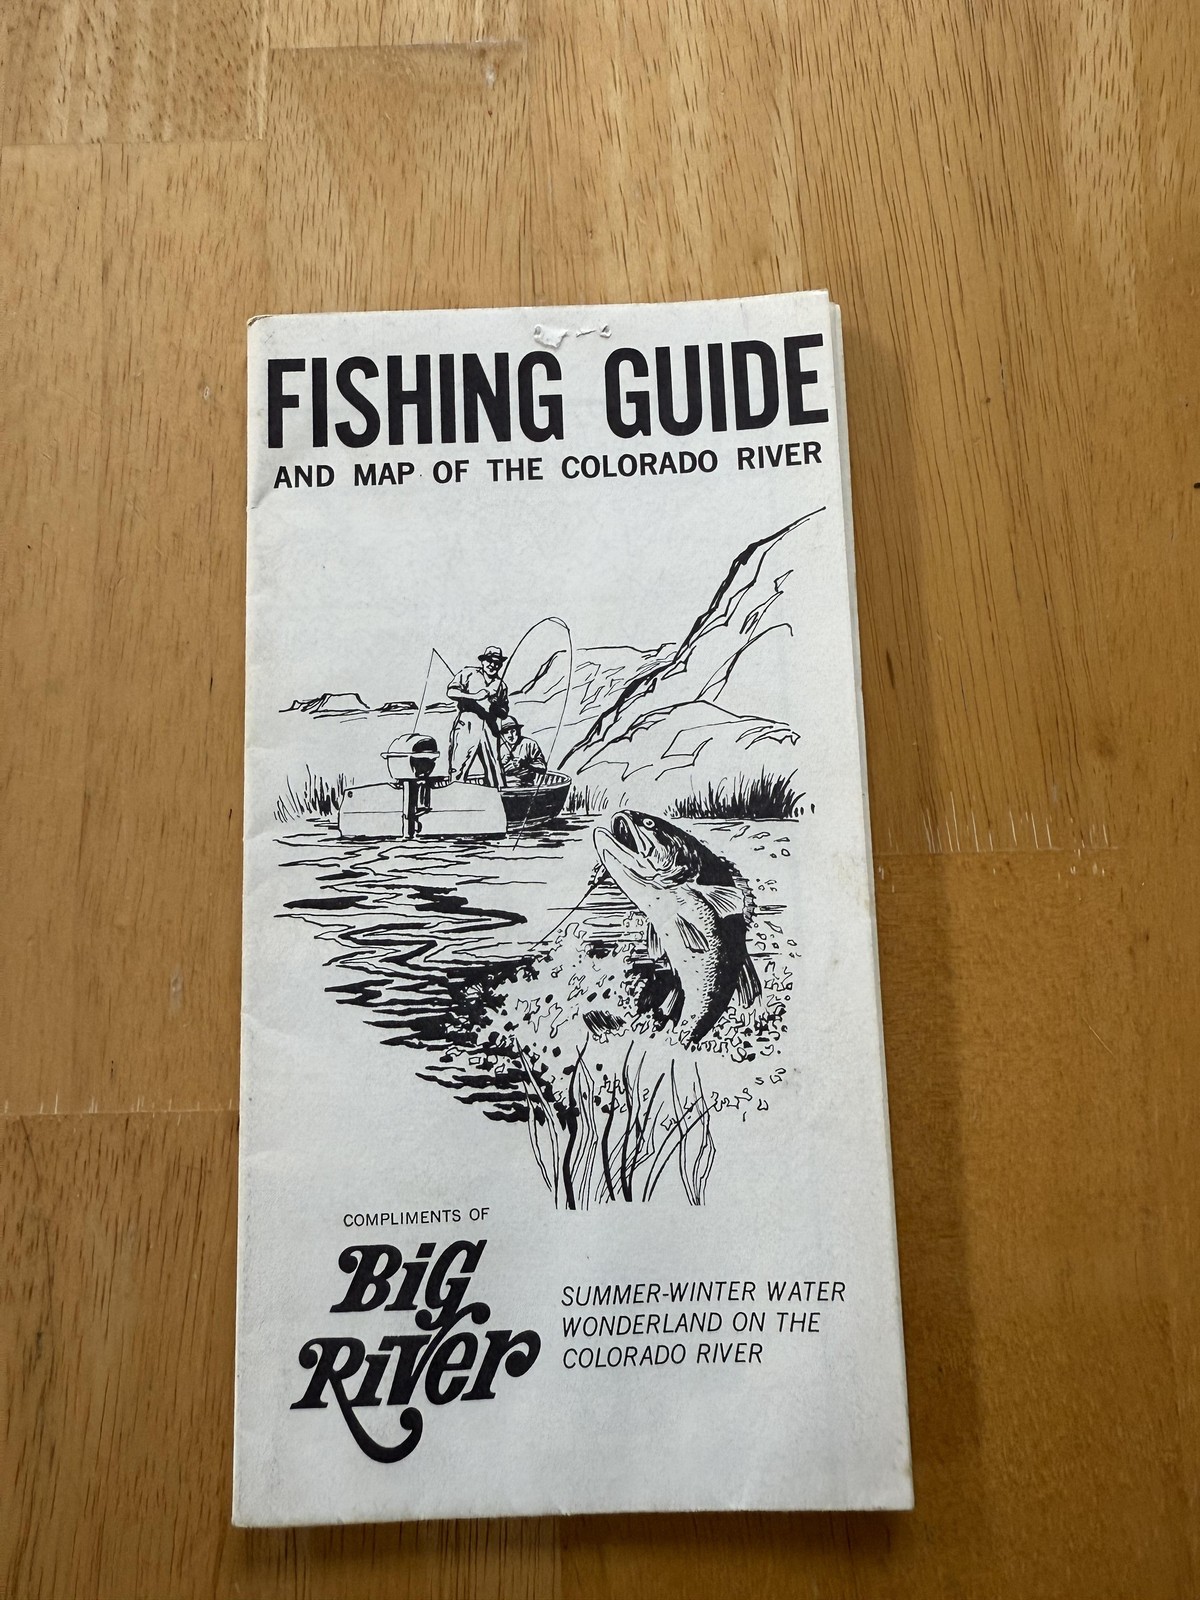 FISHING GUIDE
AND MAP OF THE COLORADO RIVER
COMPLIMENTS OF
BiG
RiVer
SUMMER-WINTER WATER
WONDERLAND ON THE
COLORADO RIVER